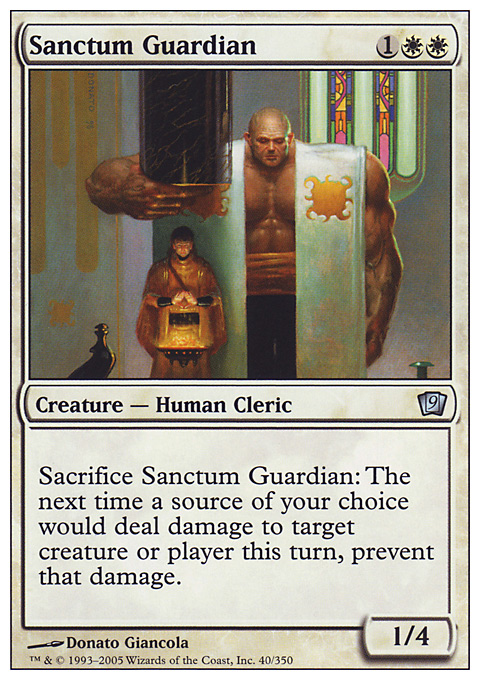 Sanctum Guardian 1
DONATO
Creature — Human Cleric 9
Sacrifice Sanctum Guardian: The
next time a source of your choice
would deal damage to target
creature or player this turn, prevent
that damage.
Donato Giancola
1/4
™ & © 1993–2005 Wizards of the Coast, Inc. 40/350